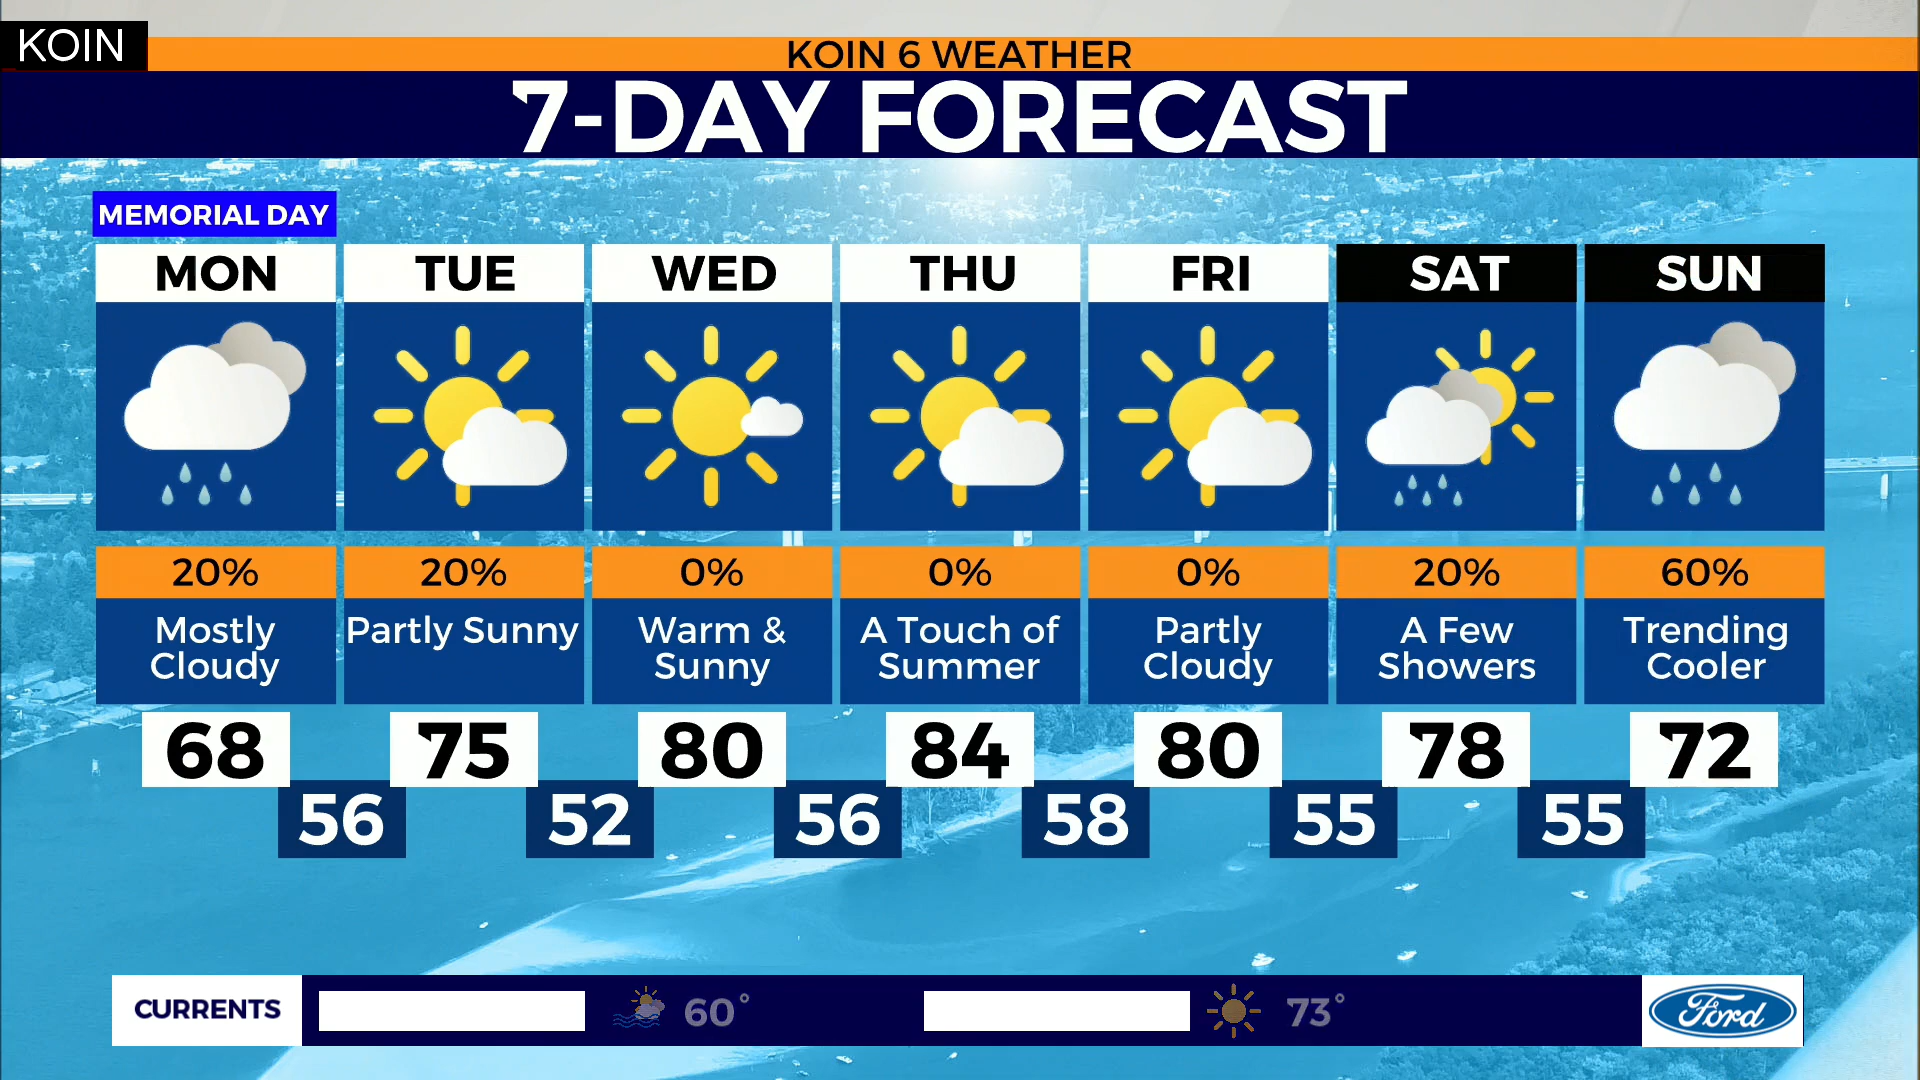 KOIN
KOIN 6 WEATHER
7-DAY FORECAST
MEMORIAL DAY
MON TUE WED THU FRI SAT SUN
20% 20% 0% 0% 0% 20% 60%
Mostly Partly Sunny Warm & A Touch of Partly A Few Trending
Cloudy Sunny Summer Cloudy Showers Cooler
68 75 80 84 80 78 72
56 52 56 58 55 55
CURRENTS 60° 73° Ford